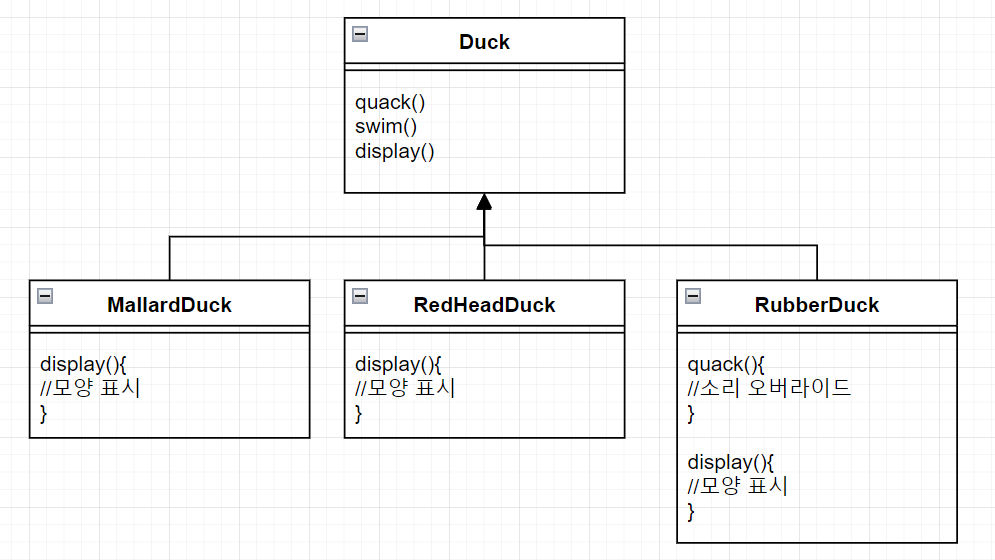 Duck
quack()
swim()
display()
MallardDuck
display(){
//모양 표시
}
RedHeadDuck
display(){
//모양 표시
}
RubberDuck
quack(){
//소리 오버라이드
}
display(){
//모양 표시
}